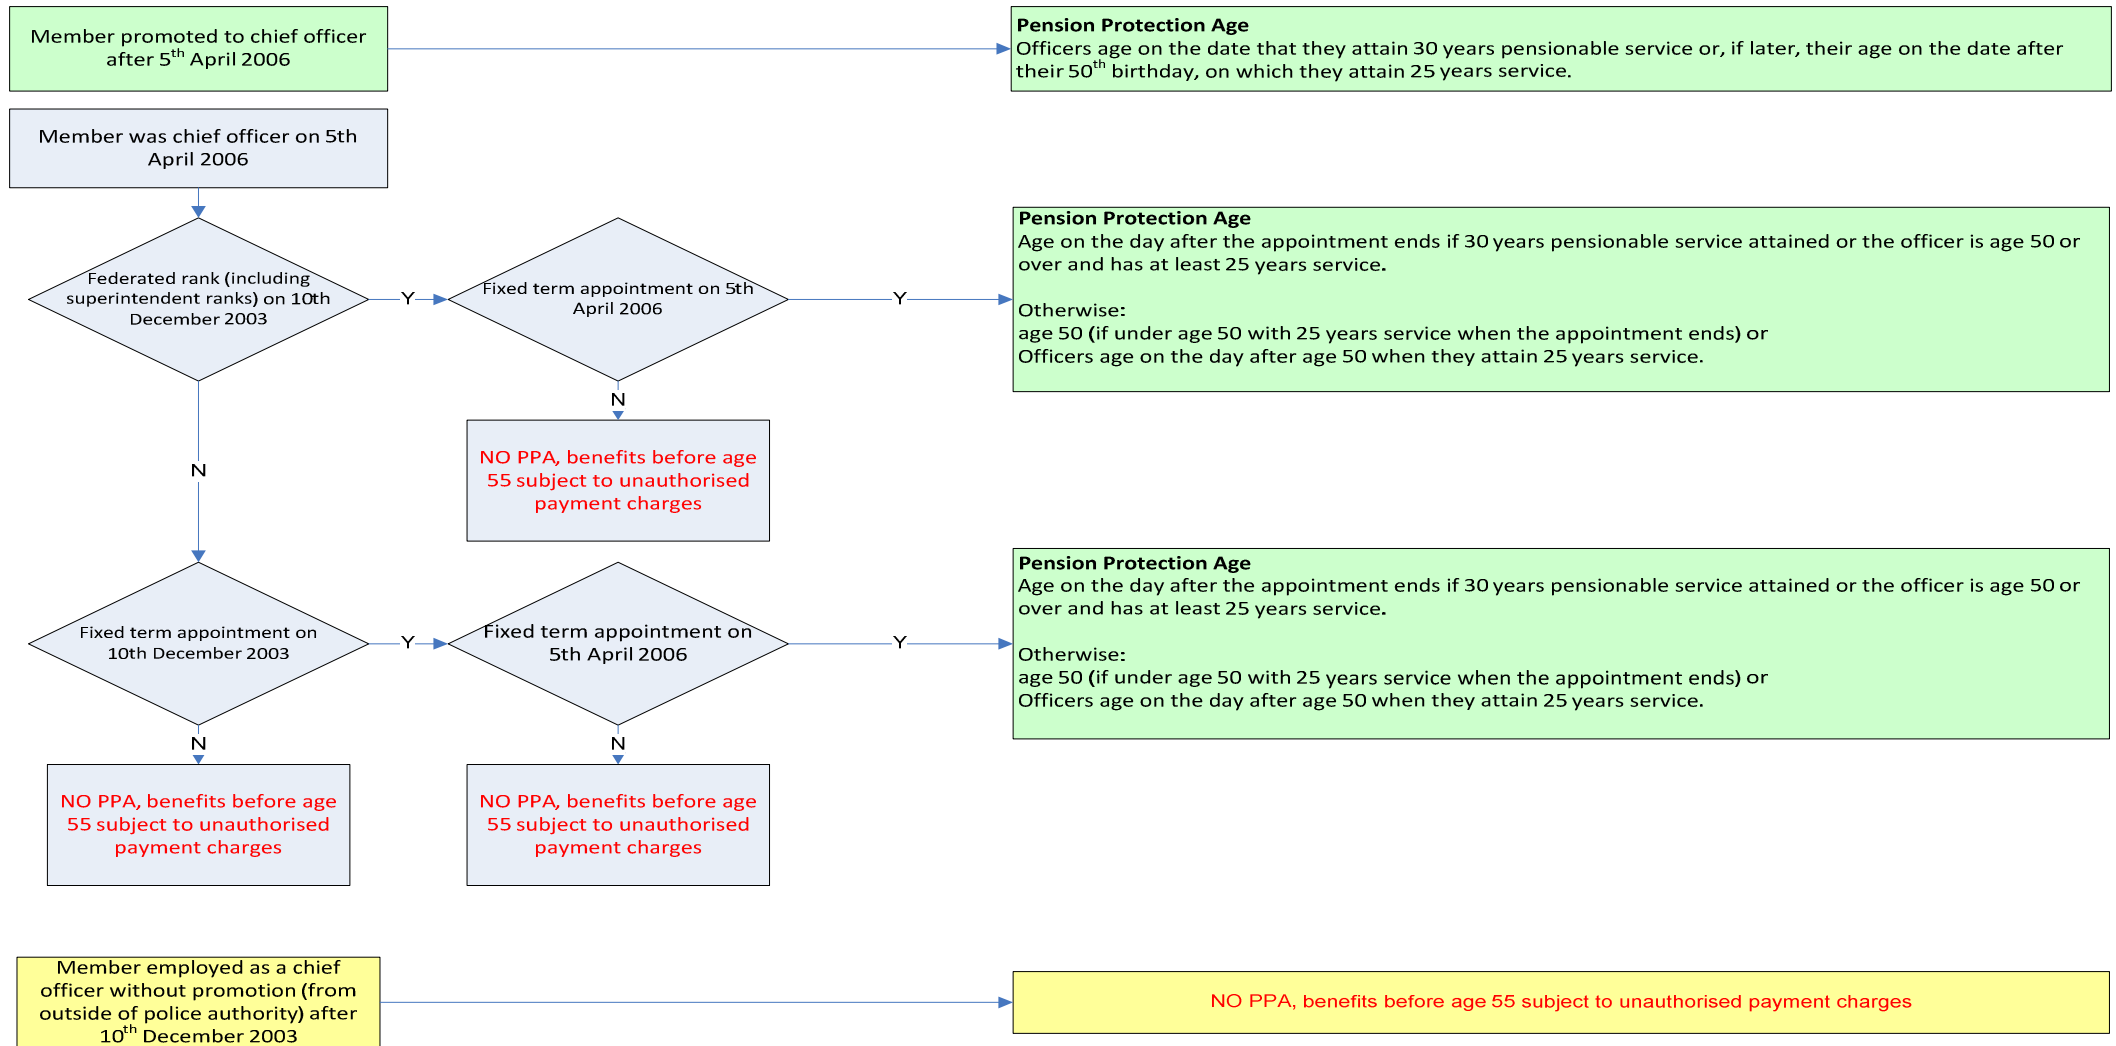 Member promoted to chief officer
after 5th April 2006
Pension Protection Age
Officers age on the date that they attain 30 years pensionable service or, if later, their age on the date after
their 50th birthday, on which they attain 25 years service.
Member was chief officer on 5th
April 2006
Federated rank (including
superintendent ranks) on 10th
December 2003
Y
Fixed term appointment on 5th
April 2006
Y
Pension Protection Age
Age on the day after the appointment ends if 30 years pensionable service attained or the officer is age 50 or
over and has at least 25 years service.
Otherwise:
age 50 (if under age 50 with 25 years service when the appointment ends) or
Officers age on the day after age 50 when they attain 25 years service.
N
NO PPA, benefits before age
55 subject to unauthorised
payment charges
N
Fixed term appointment on
10th December 2003
Y
Fixed term appointment on
5th April 2006
Y
Pension Protection Age
Age on the day after the appointment ends if 30 years pensionable service attained or the officer is age 50 or
over and has at least 25 years service.
Otherwise:
age 50 (if under age 50 with 25 years service when the appointment ends) or
Officers age on the day after age 50 when they attain 25 years service.
N
NO PPA, benefits before age
55 subject to unauthorised
payment charges
N
NO PPA, benefits before age
55 subject to unauthorised
payment charges
Member employed as a chief
officer without promotion (from
outside of police authority) after
10th December 2003
NO PPA, benefits before age 55 subject to unauthorised payment charges